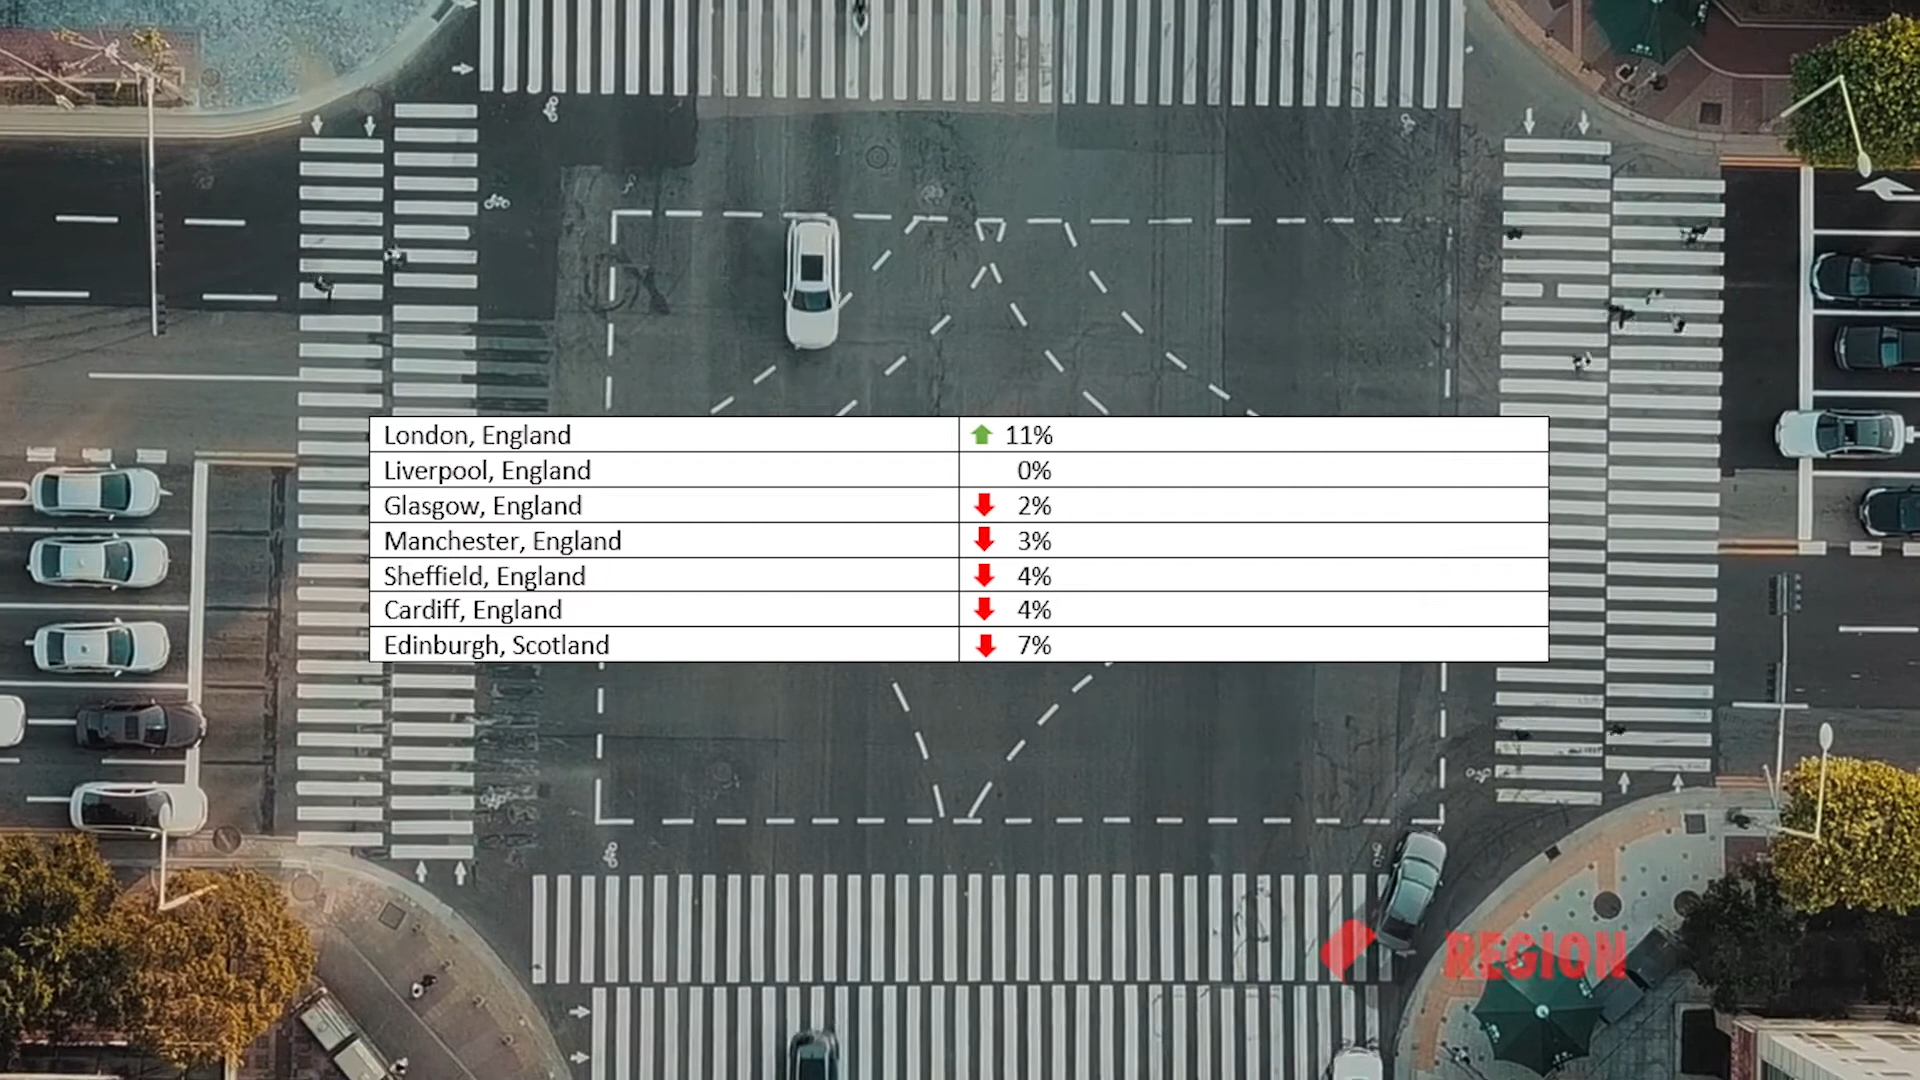 London, England 11%
Liverpool, England 0%
Glasgow, England 2%
Manchester, England 3%
Sheffield, England 4%
Cardiff, England 4%
Edinburgh, Scotland 7%
REGION